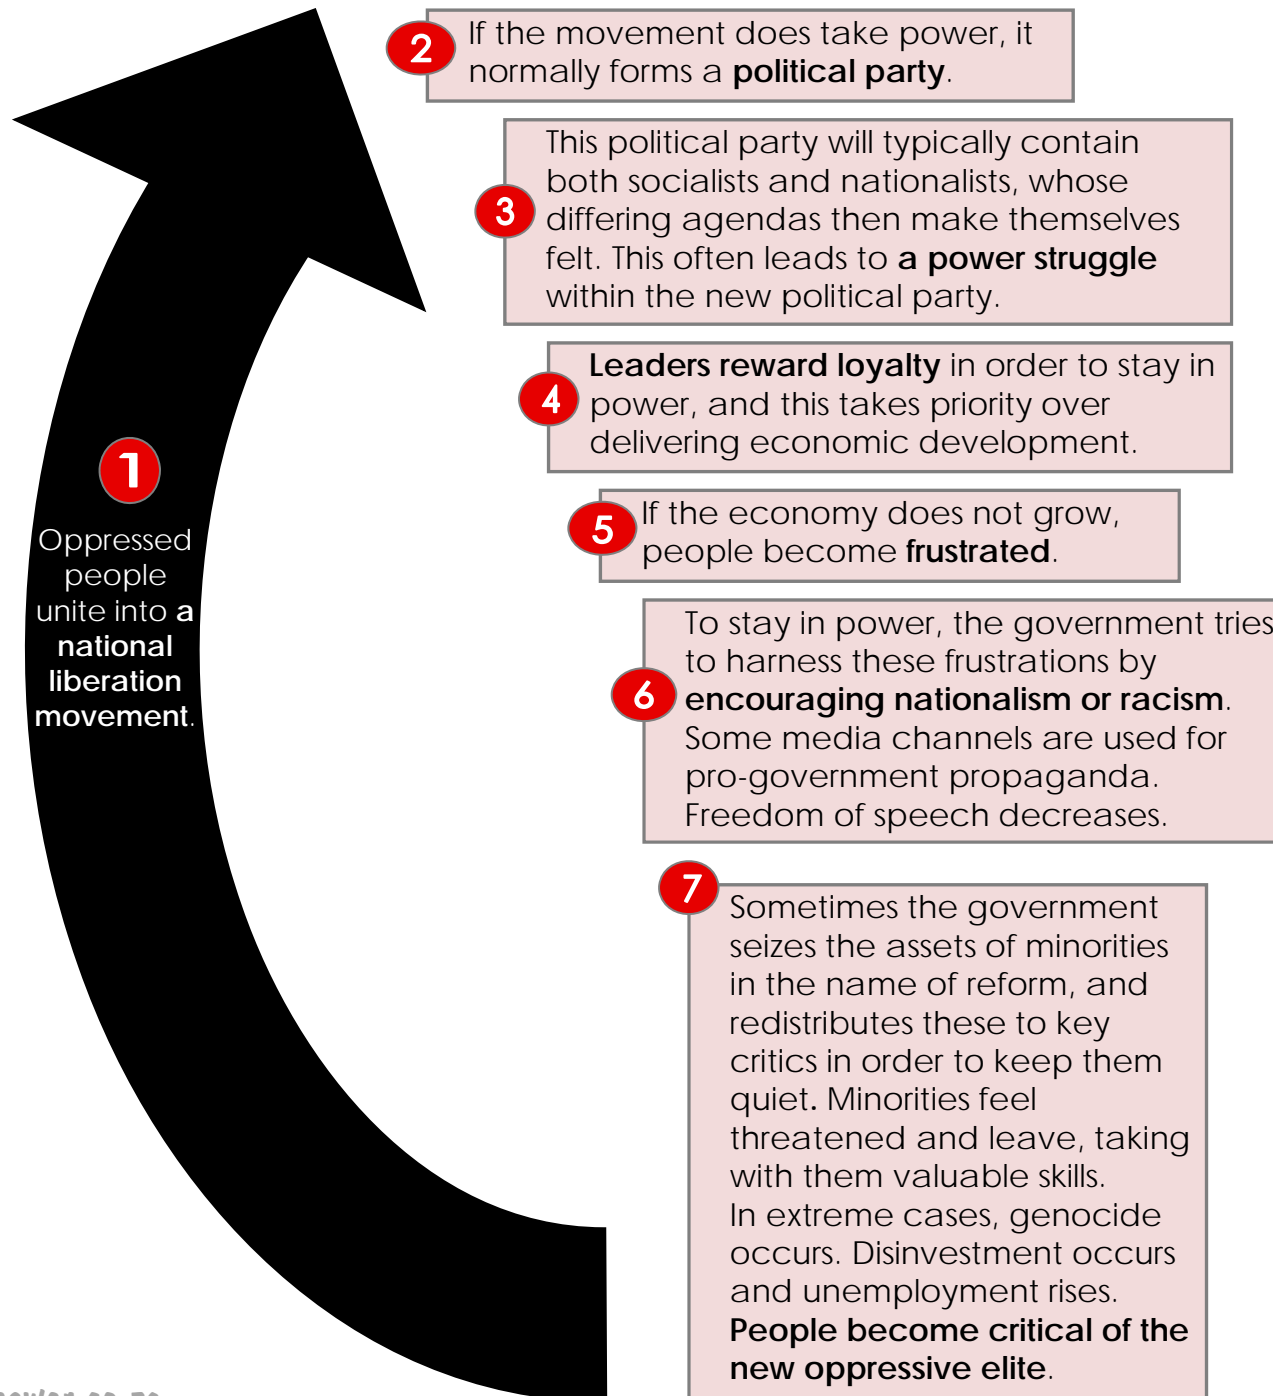 2
If the movement does take power, it
normally forms a political party.
3
This political party will typically contain
both socialists and nationalists, whose
differing agendas then make themselves
felt. This often leads to a power struggle
within the new political party.
4
Leaders reward loyalty in order to stay in
power, and this takes priority over
delivering economic development.
5
If the economy does not grow,
people become frustrated.
6
To stay in power, the government tries
to harness these frustrations by
encouraging nationalism or racism.
Some media channels are used for
pro-government propaganda.
Freedom of speech decreases.
7
Sometimes the government
seizes the assets of minorities
in the name of reform, and
redistributes these to key
critics in order to keep them
quiet. Minorities feel
threatened and leave, taking
with them valuable skills.
In extreme cases, genocide
occurs. Disinvestment occurs
and unemployment rises.
People become critical of the
new oppressive elite.
1
Oppressed
people
unite into a
national
liberation
movement.